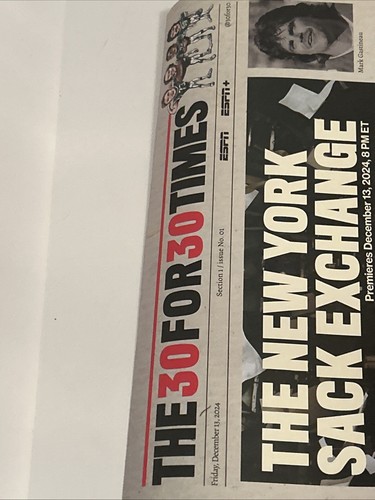 THE 30 FOR 30 TIMES
@30for30
Friday, December 13, 2024
Section 1 / issue No. 01
ESPN ESPN+
Mark Gastineau
THE NEW YORK
SACK EXCHANGE
Premieres December 13, 2024, 8 PM ET